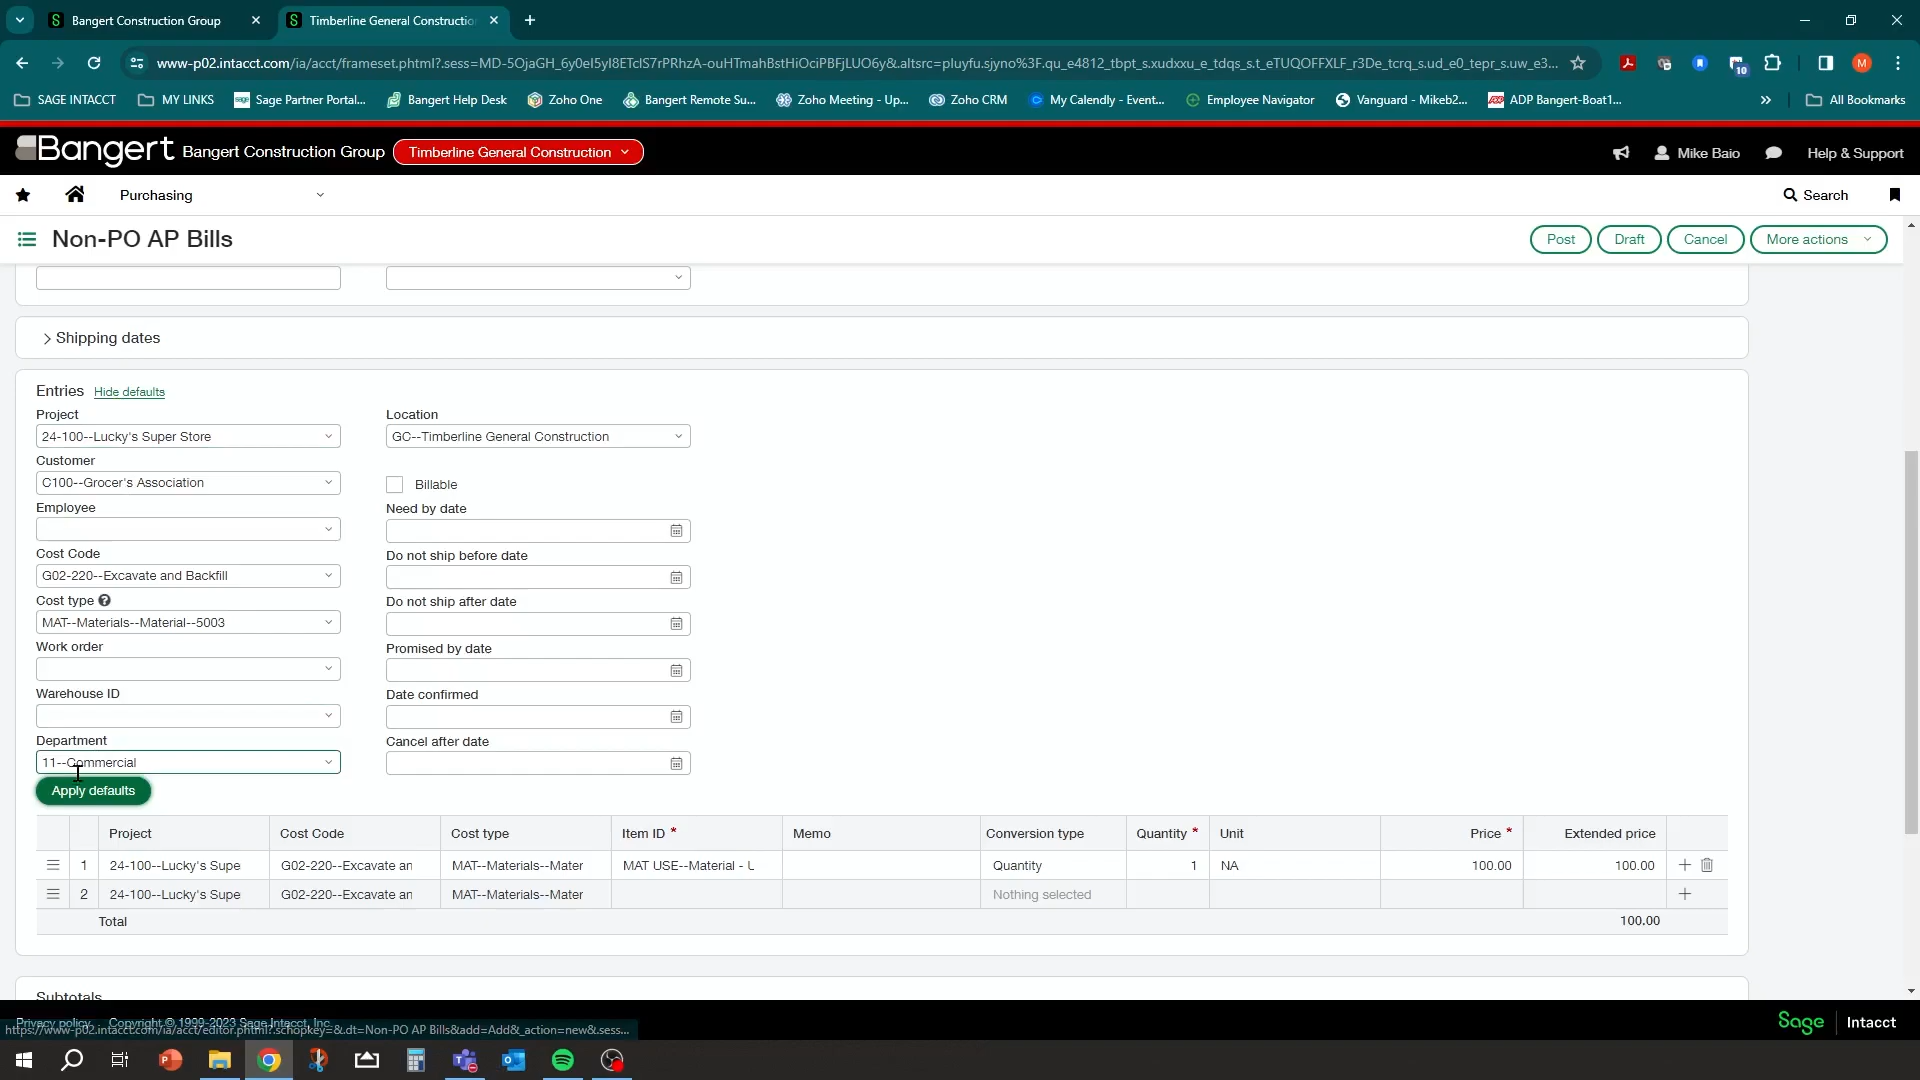 Bangert Construction Group
Timberline General Constructio
www-p02.intacct.com/ia/acct/frameset.phtml?.sess=MD-5OjaGH_6y0eI5yI8ETclS7rPRhzA-ouHTmahBstHiOciPBFjLUO6y&.altsrc=pluyfu.sjyno%3F.qu_e4812_tbpt_s.xudxxu_e_tdqs_s.t_eTUQOFFXLF_r3De_tcrq_s.ud_e0_tepr_s.uw_e3...
10
M
SAGE INTACCT
MY LINKS
Sage Partner Portal...
Bangert Help Desk
Zoho One
Bangert Remote Su...
Zoho Meeting - Up...
Zoho CRM
My Calendly - Event...
Employee Navigator
Vanguard - Mikeb2...
ADP Bangert-Boat1...
All Bookmarks
Bangert Bangert Construction Group Timberline General Construction
Mike Baio
Help & Support
Purchasing
Search
Non-PO AP Bills
Post
Draft
Cancel
More actions
Shipping dates
Entries Hide defaults
Project
24-100--Lucky's Super Store
Customer
C100--Grocer's Association
Employee
Cost Code
G02-220--Excavate and Backfill
Cost type
MAT--Materials--Material--5003
Work order
Warehouse ID
Department
11--Commercial
Location
GC--Timberline General Construction
Billable
Need by date
Do not ship before date
Do not ship after date
Promised by date
Date confirmed
Cancel after date
Apply defaults
Project Cost Code Cost type Item ID * Memo Conversion type Quantity * Unit Price * Extended price
1 24-100--Lucky's Supe G02-220--Excavate an MAT--Materials--Mater MAT USE--Material - U Quantity 1 NA 100.00 100.00
2 24-100--Lucky's Supe G02-220--Excavate an MAT--Materials--Mater Nothing selected
Total 100.00
Subtotals
Privacy policy Copyright © 1999-2023 Sage Intacct, Inc.
https://www-p02.intacct.com/ia/acct/editor.phtml?.schopkey=&.dt=Non-PO AP Bills&add=Add&_action=new&.sess...
Sage Intacct